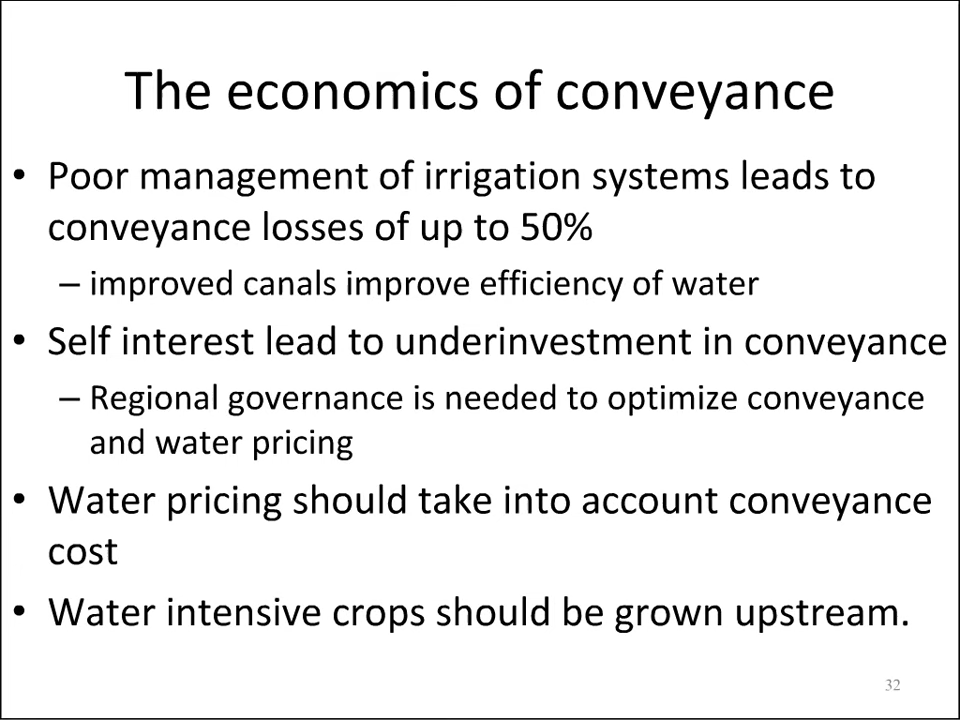 The economics of conveyance
• Poor management of irrigation systems leads to
conveyance losses of up to 50%
– improved canals improve efficiency of water
• Self interest lead to underinvestment in conveyance
– Regional governance is needed to optimize conveyance
and water pricing
• Water pricing should take into account conveyance
cost
• Water intensive crops should be grown upstream.
32